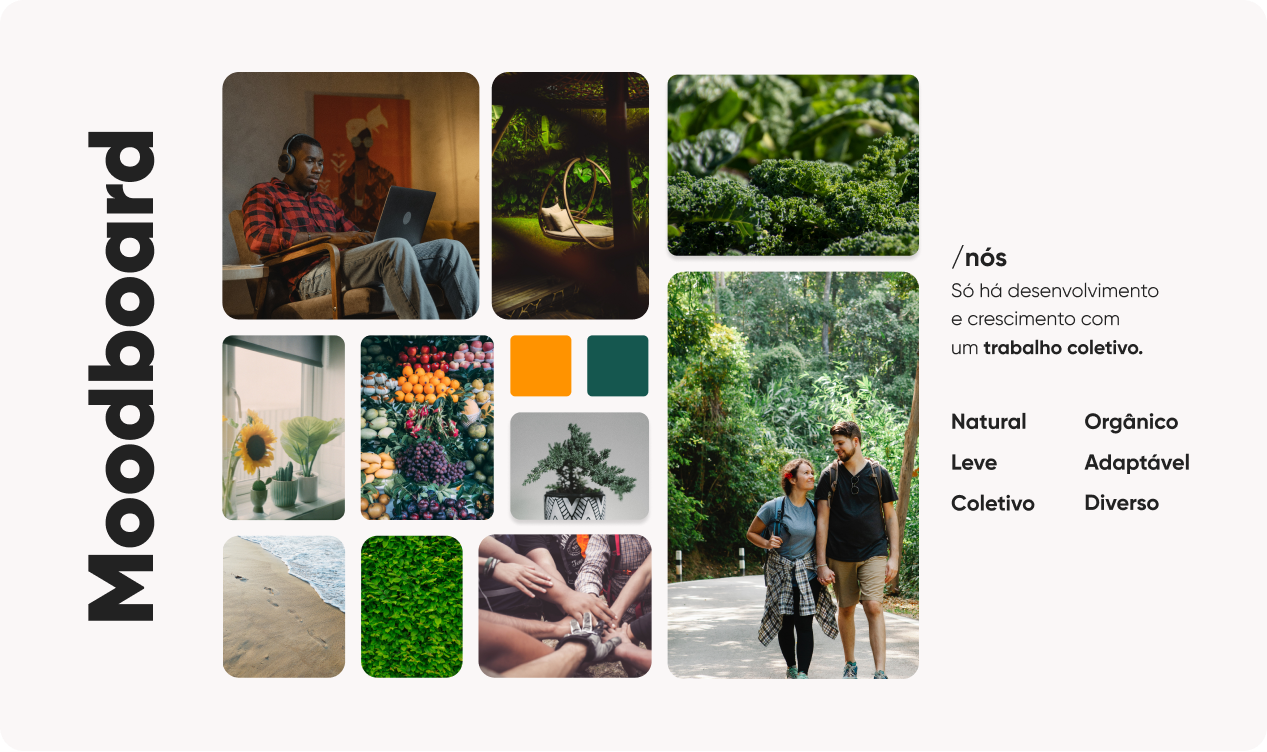 Moodboard
/nós
Só há desenvolvimento
e crescimento com
um trabalho coletivo.
Natural
Orgânico
Leve
Adaptável
Coletivo
Diverso